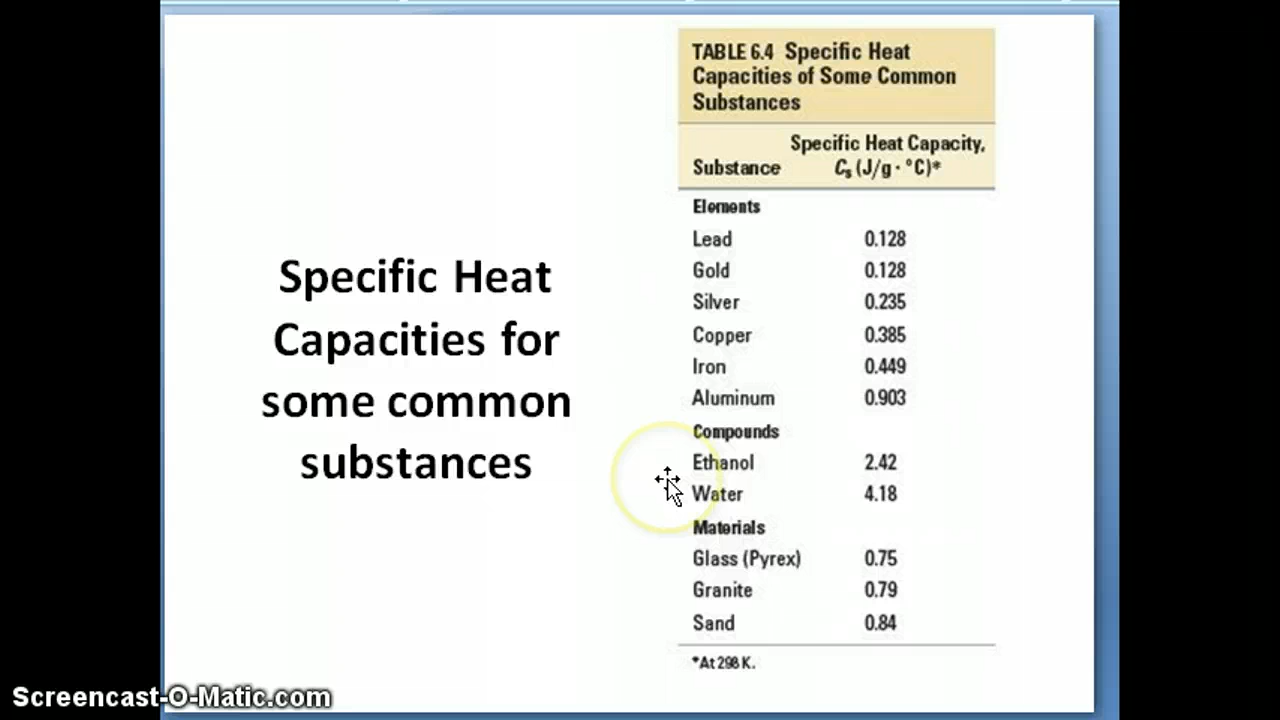 Specific Heat
Capacities for
some common
substances
TABLE 6.4 Specific Heat
Capacities of Some Common
Substances
Substance Specific Heat Capacity,
Cs (J/g · °C)*
Elements
Lead 0.128
Gold 0.128
Silver 0.235
Copper 0.385
Iron 0.449
Aluminum 0.903
Compounds
Ethanol 2.42
Water 4.18
Materials
Glass (Pyrex) 0.75
Granite 0.79
Sand 0.84
*At 298 K.
Screencast-O-Matic.com